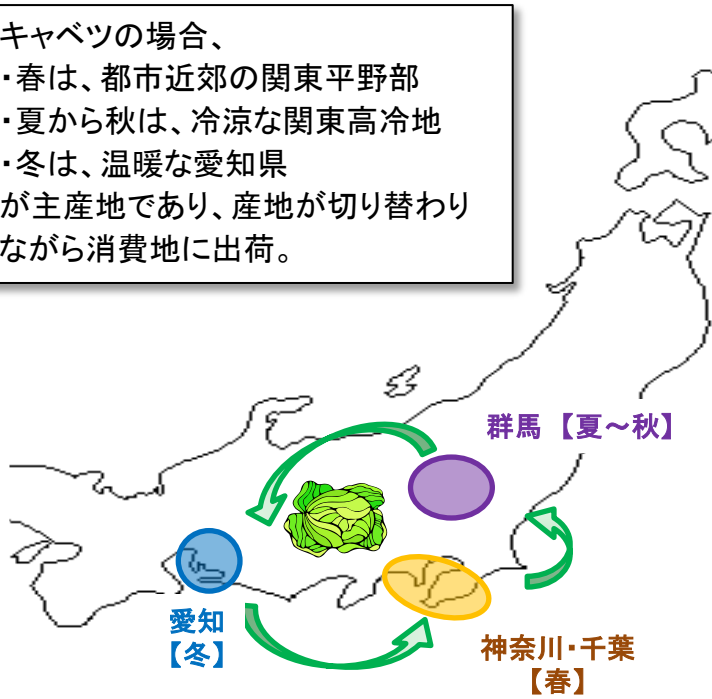 キャベツの場合、
・春は、都市近郊の関東平野部
・夏から秋は、冷涼な関東高冷地
・冬は、温暖な愛知県
が主産地であり、産地が切り替わり
ながら消費地に出荷。
群馬 【夏～秋】
愛知
【冬】
神奈川・千葉
【春】